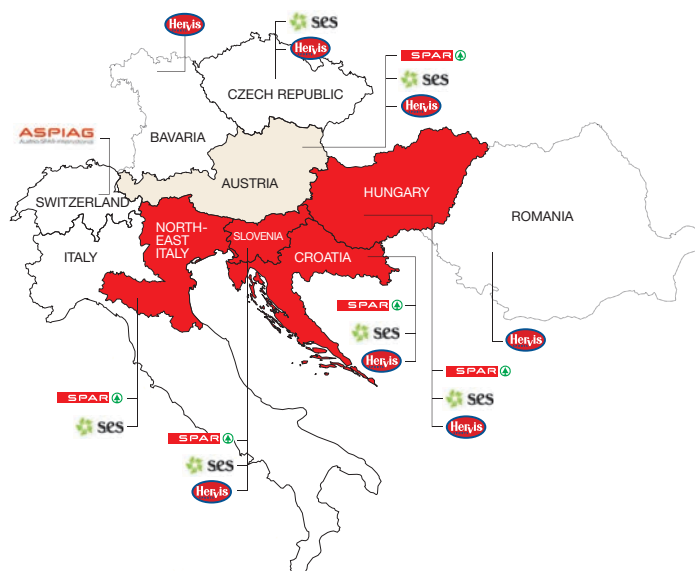 Hervis
ses
Hervis
SPAR
ses
Hervis
CZECH REPUBLIC
ASPIAG
BAVARIA
AUSTRIA
HUNGARY
SWITZERLAND
ROMANIA
NORTH-
EAST
ITALY
SLOVENIA
ITALY
CROATIA
SPAR
ses
Hervis
Hervis
SPAR
ses
Hervis
SPAR
ses
SPAR
ses
Hervis